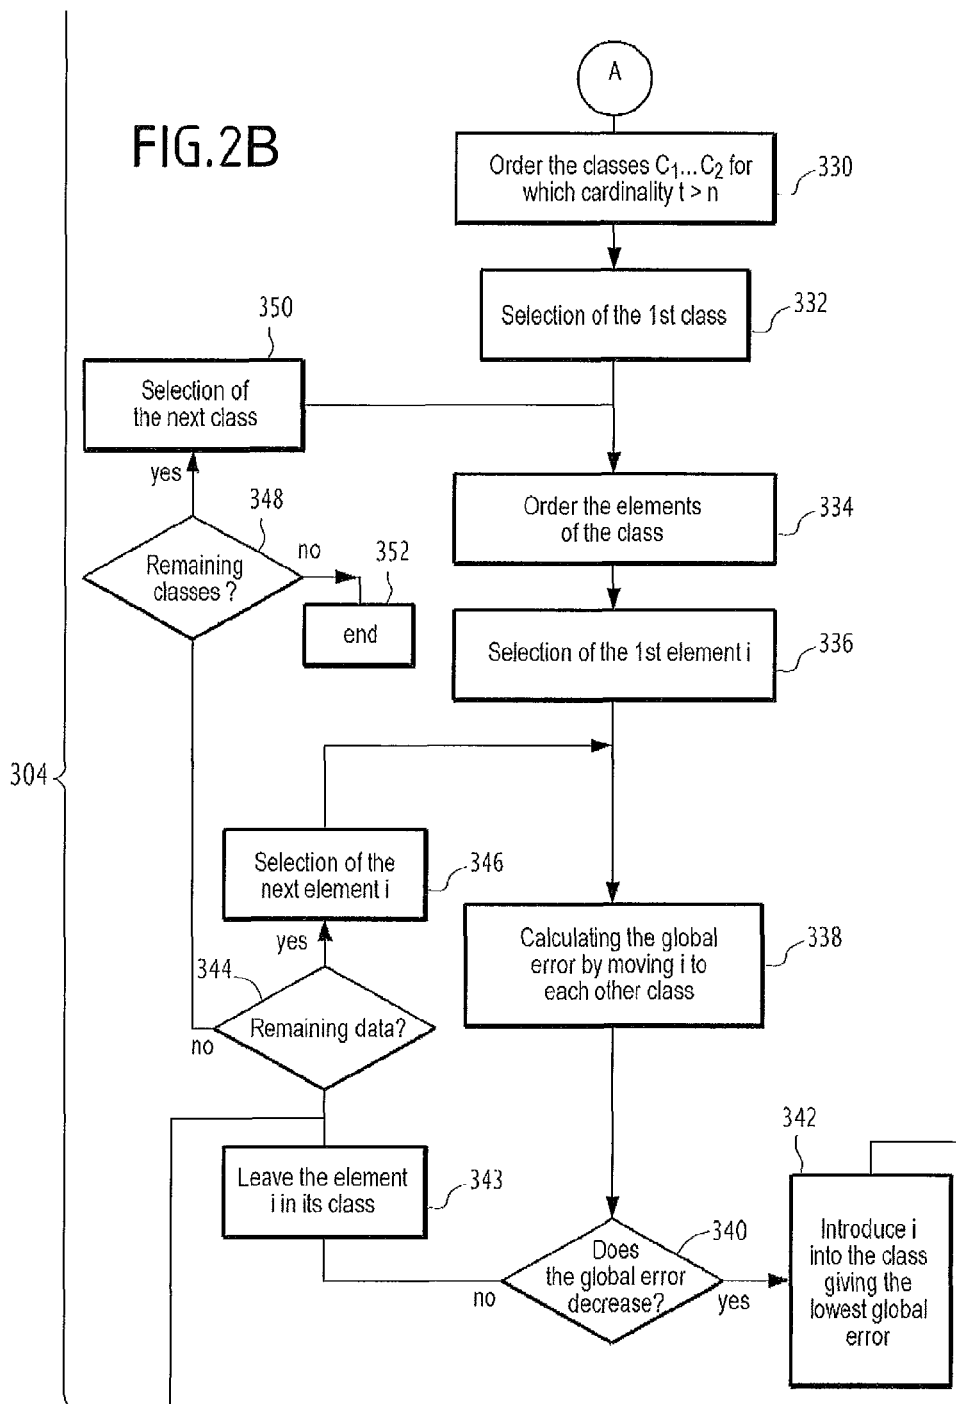 A
FIG.2B
Order the classes C1...C2 for
which cardinality t > n
330
Selection of the 1st class
332
350
Selection of
the next class
yes
348
Remaining
classes ?
no
352
end
Order the elements
of the class
334
Selection of the 1st element i
336
304
Selection of the
next element i
346
yes
344
Remaining data?
no
Calculating the global
error by moving i to
each other class
338
Leave the element
i in its class
343
Does
the global error
decrease?
340
no
yes
342
Introduce i
into the class
giving the
lowest global
error